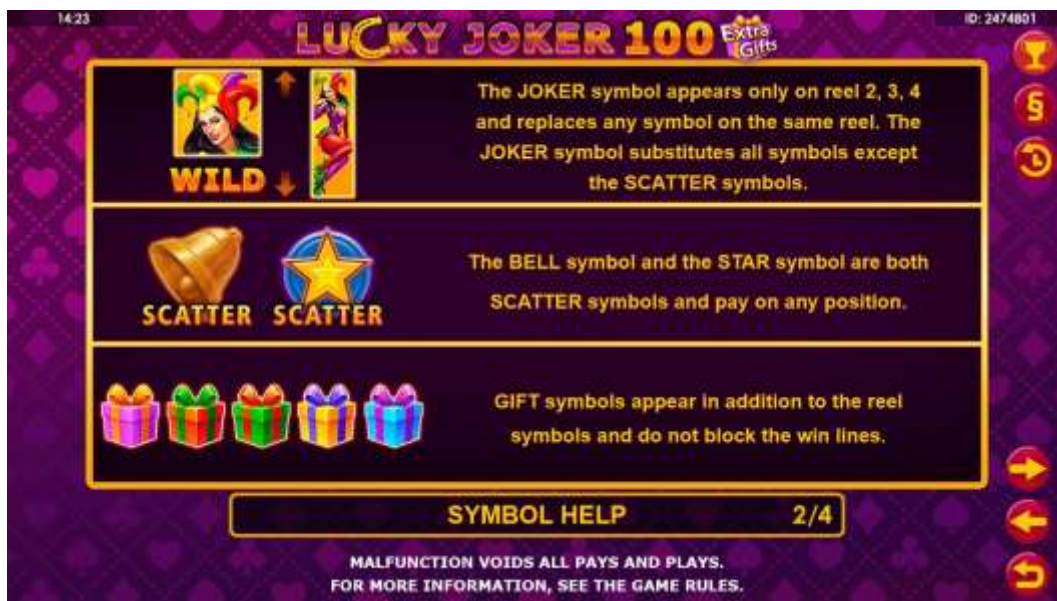 14:23
ID: 2474801
LUCKY JOKER 100 Extra Gifts
The JOKER symbol appears only on reel 2, 3, 4
and replaces any symbol on the same reel. The
JOKER symbol substitutes all symbols except
the SCATTER symbols.
WILD
The BELL symbol and the STAR symbol are both
SCATTER symbols and pay on any position.
SCATTER SCATTER
GIFT symbols appear in addition to the reel
symbols and do not block the win lines.
SYMBOL HELP 2/4
MALFUNCTION VOIDS ALL PAYS AND PLAYS.
FOR MORE INFORMATION, SEE THE GAME RULES.
§